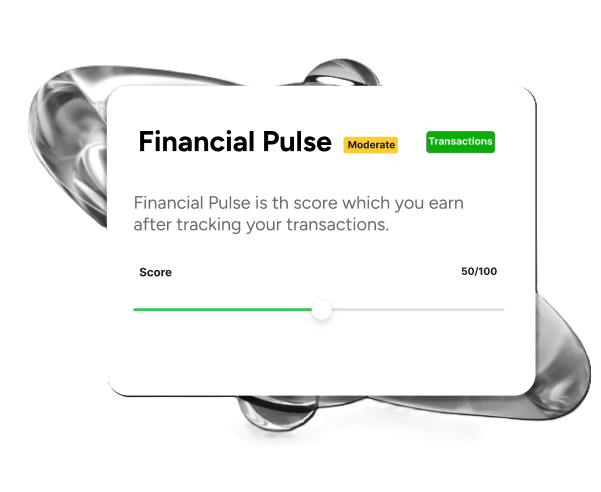 Financial Pulse Moderate Transactions
Financial Pulse is th score which you earn
after tracking your transactions.
Score 50/100